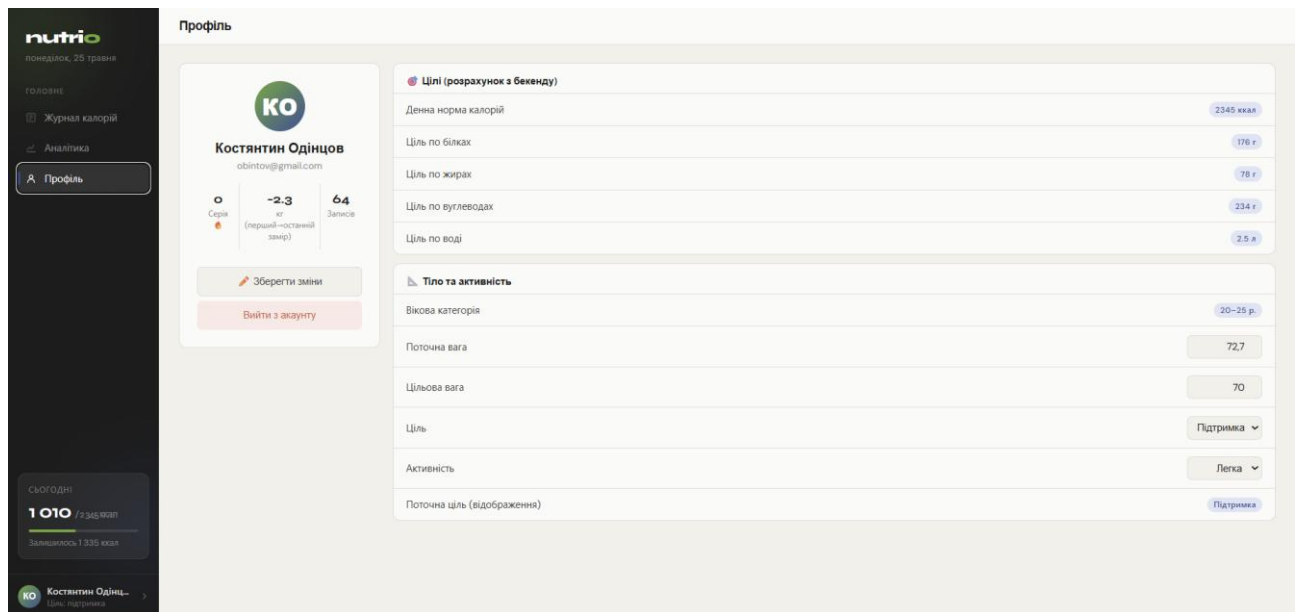 nutrio
понеділок, 25 травня
ГОЛОВНЕ
Журнал калорій
Аналітика
Профіль
СЬОГОДНІ
1 010 /2 345 ккал
Залишилось 1 335 ккал
КО
Костянтин Одінц...
Ціль: підтримка
Профіль
КО
Костянтин Одінцов
obintov@gmail.com
0
Серія
-2.3
кг
(перший→останній
замір)
64
Записів
Зберегти зміни
Вийти з акаунту
Цілі (розрахунок з бекенду)
Денна норма калорій 2345 ккал
Ціль по білках 176 г
Ціль по жирах 78 г
Ціль по вуглеводах 234 г
Ціль по воді 2.5 л
Тіло та активність
Вікова категорія 20–25 р.
Поточна вага 72,7
Цільова вага 70
Ціль Підтримка
Активність Легка
Поточна ціль (відображення) Підтримка